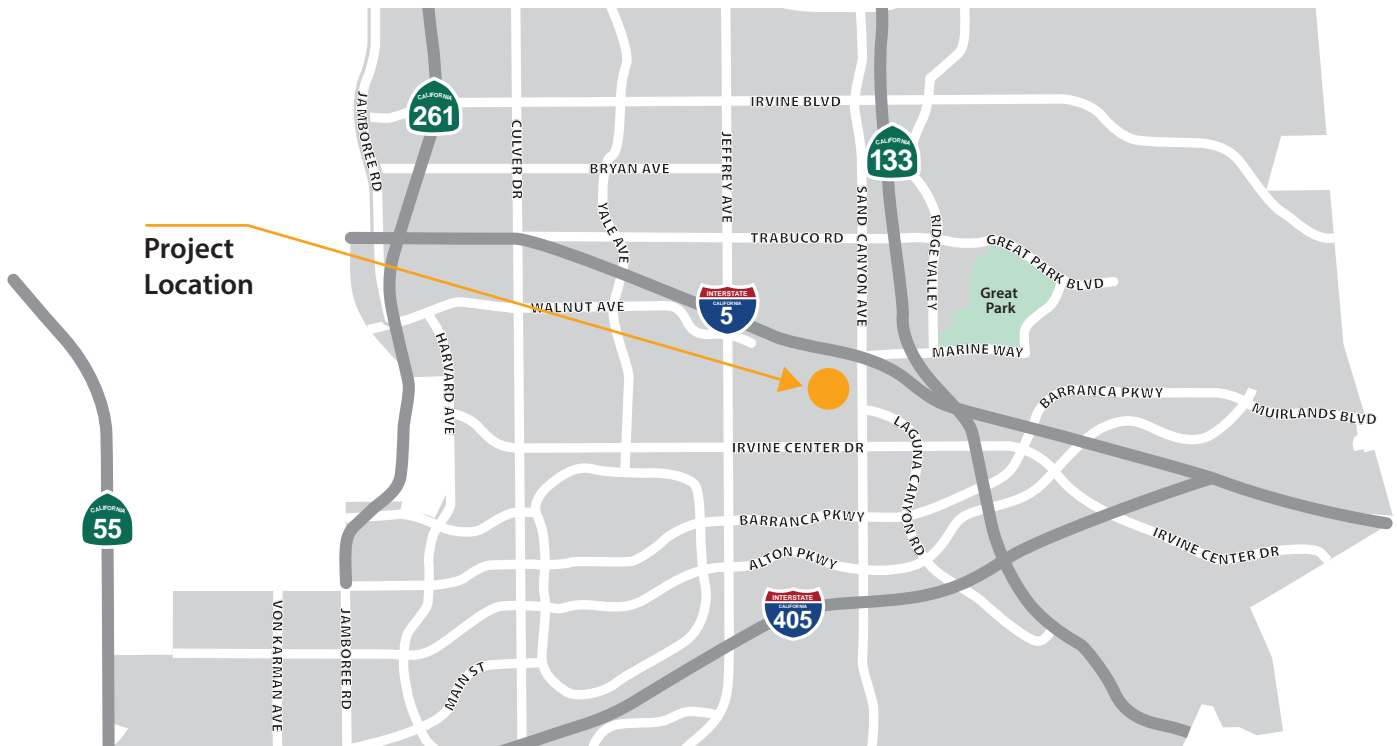 CALIFORNIA
261
IRVINE BLVD
JAMBOREE RD
CULVER DR
JEFFREY AVE
CALIFORNIA
133
BRYAN AVE
SAND CANYON AVE
YALE AVE
RIDGE VALLEY
TRABUCO RD
GREAT PARK BLVD
Project
Location
Great
Park
INTERSTATE
CALIFORNIA
5
WALNUT AVE
HARVARD AVE
MARINE WAY
BARRANCA PKWY
MUIRLANDS BLVD
LAGUNA CANYON RD
IRVINE CENTER DR
CALIFORNIA
55
BARRANCA PKWY
IRVINE CENTER DR
ALTON PKWY
INTERSTATE
CALIFORNIA
405
VON KARMAN AVE
JAMBOREE RD
MAIN ST